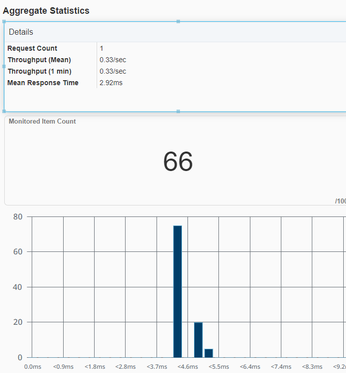 Aggregate Statistics
Details
Request Count 1
Throughput (Mean) 0.33/sec
Throughput (1 min) 0.33/sec
Mean Response Time 2.92ms
Monitored Item Count
66
/100
80
60
40
20
0
0.0ms <0.9ms <1.8ms <2.8ms <3.7ms <4.6ms <5.5ms <6.4ms <7.4ms <8.3ms <9.2